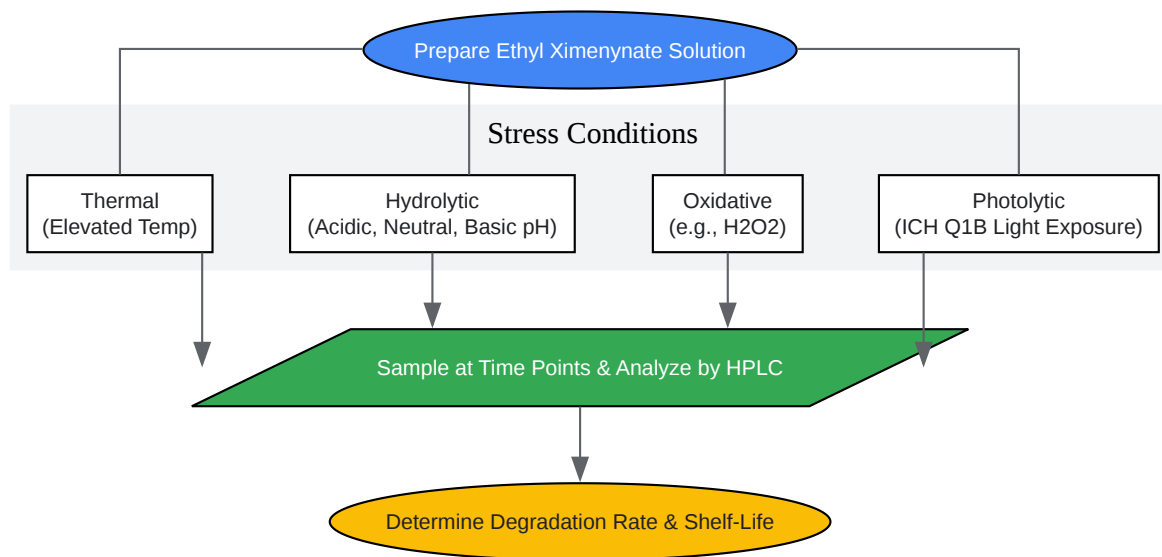 Prepare Ethyl Ximenynate Solution
Stress Conditions
Thermal
(Elevated Temp)
Hydrolytic
(Acidic, Neutral, Basic pH)
Oxidative
(e.g., H2O2)
Photolytic
(ICH Q1B Light Exposure)
Sample at Time Points & Analyze by HPLC
Determine Degradation Rate & Shelf-Life